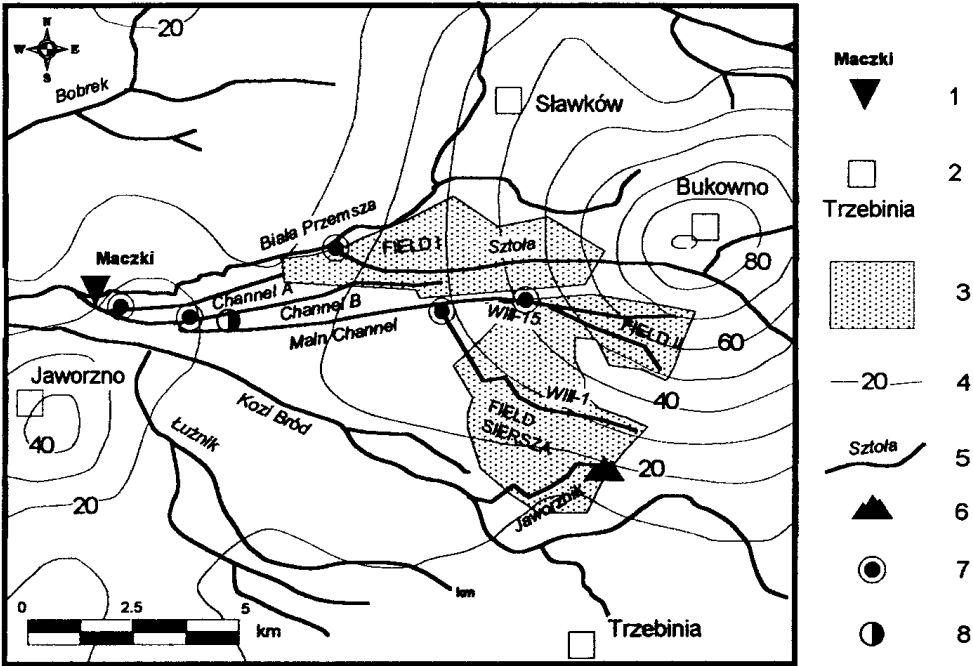 N
W E
S
20
Bobrek
Sławków
Bukowno
80
Biała Przemsza
FIELD I
Sztoła
Maczki
Channel A
Channel B
Main Channel
WIII-15
FIELD II
60
Jaworzno
40
Kozi Bród
Łużnik
WIII-1
40
FIELD
SIERSZA
20
20
Jaworznik
km
0 2.5 5
km
Trzebinia
Maczki
1
2
Trzebinia
3
20
4
Sztoła
5
6
7
8